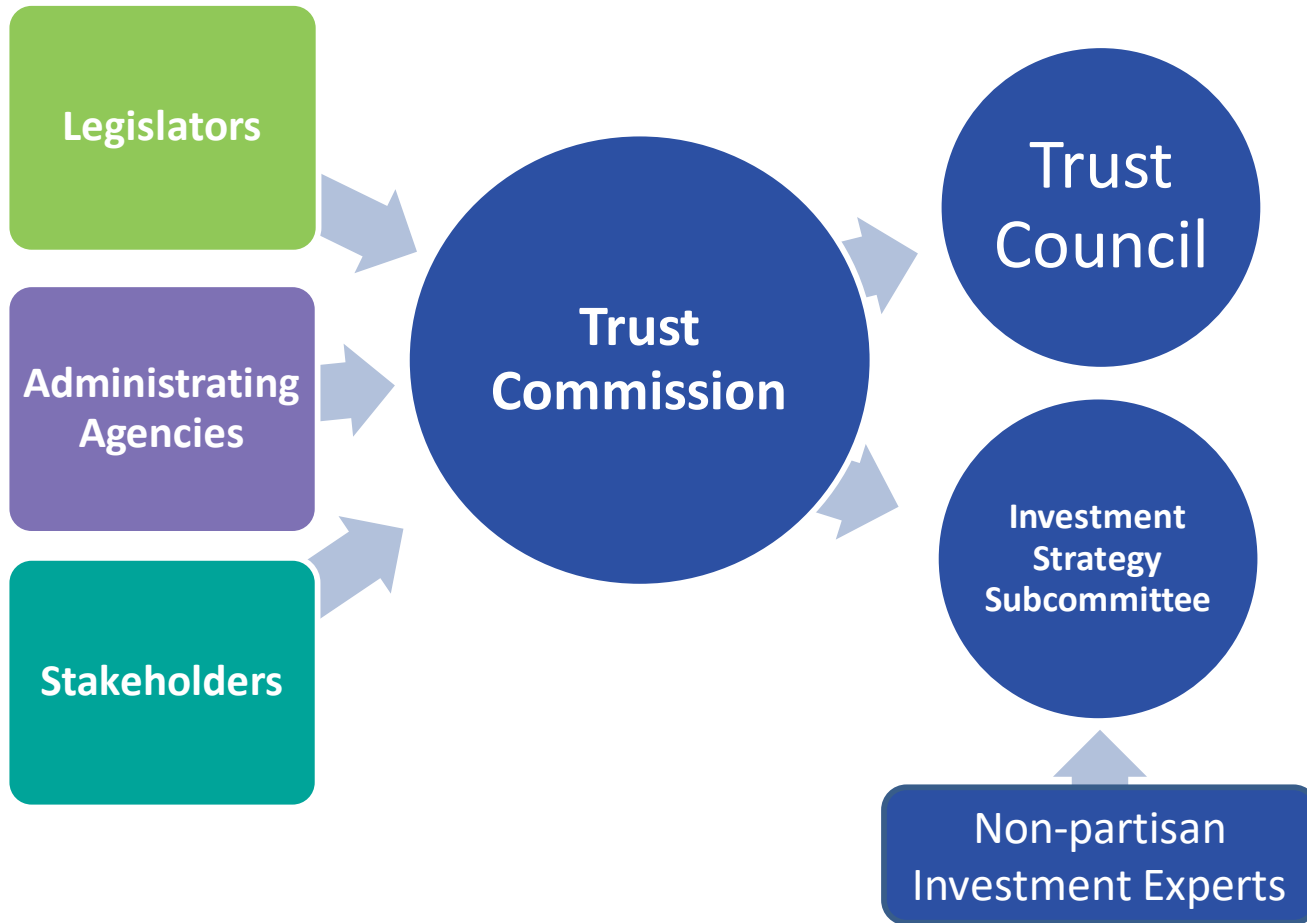 Legislators
Administrating
Agencies
Stakeholders
Trust
Commission
Trust
Council
Investment
Strategy
Subcommittee
Non-partisan
Investment Experts